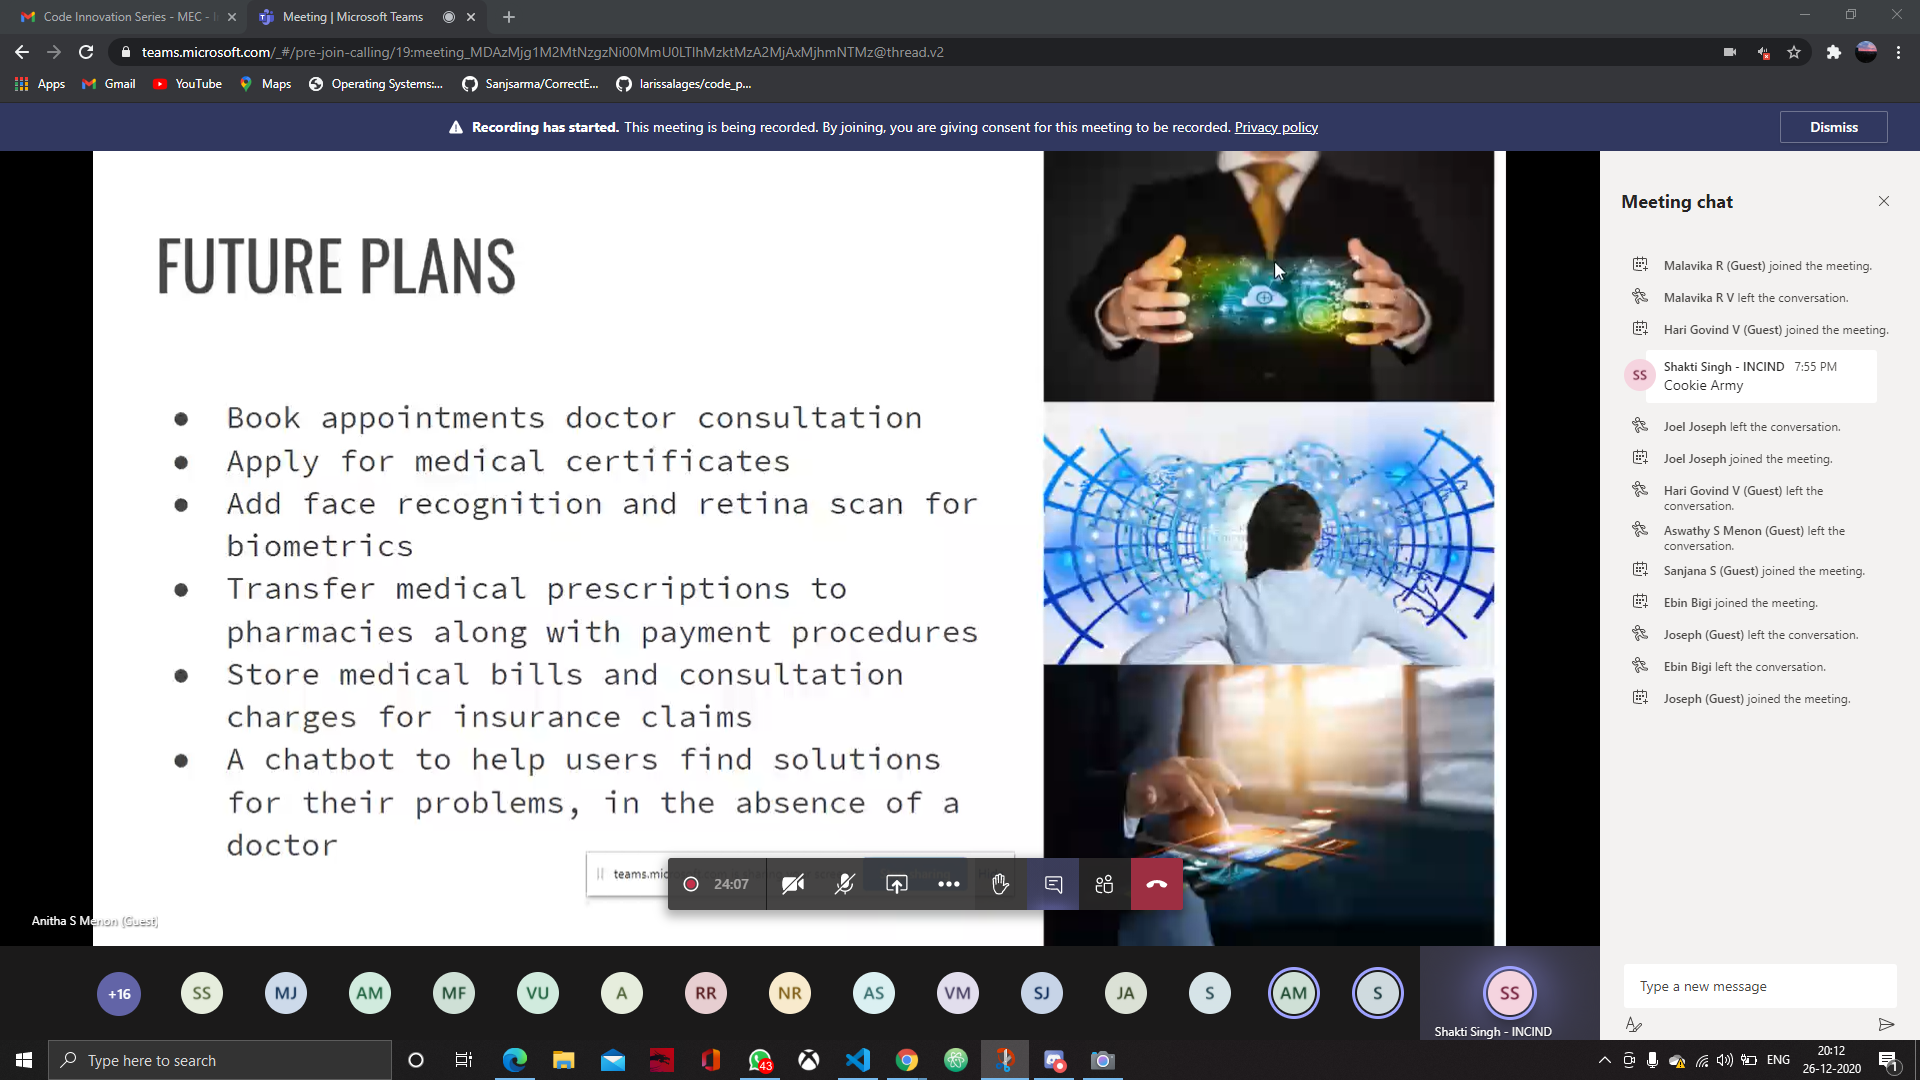 Code Innovation Series - MEC - I
Meeting | Microsoft Teams
teams.microsoft.com/_#/pre-join-calling/19:meeting_MDAzMjg1M2MtNzgzNi00MmU0LTlhMzktMzA2MjAxMjhmNTMz@thread.v2
Apps Gmail YouTube Maps Operating Systems:... Sanjsarma/CorrectE... larissalages/code_p...
Recording has started. This meeting is being recorded. By joining, you are giving consent for this meeting to be recorded. Privacy policy
Dismiss
FUTURE PLANS
● Book appointments doctor consultation
● Apply for medical certificates
● Add face recognition and retina scan for
biometrics
● Transfer medical prescriptions to
pharmacies along with payment procedures
● Store medical bills and consultation
charges for insurance claims
● A chatbot to help users find solutions
for their problems, in the absence of a
doctor
teams.mic
24:07
Anitha S Menon (Guest)
Meeting chat
Malavika R (Guest) joined the meeting.
Malavika R V left the conversation.
Hari Govind V (Guest) joined the meeting.
SS
Shakti Singh - INCIND 7:55 PM
Cookie Army
Joel Joseph left the conversation.
Joel Joseph joined the meeting.
Hari Govind V (Guest) left the
conversation.
Aswathy S Menon (Guest) left the
conversation.
Sanjana S (Guest) joined the meeting.
Ebin Bigi joined the meeting.
Joseph (Guest) left the conversation.
Ebin Bigi left the conversation.
Joseph (Guest) joined the meeting.
Type a new message
+16 SS MJ AM MF VU A RR NR AS VM SJ JA S AM S SS
Shakti Singh - INCIND
Type here to search
43
ENG
20:12
26-12-2020
1